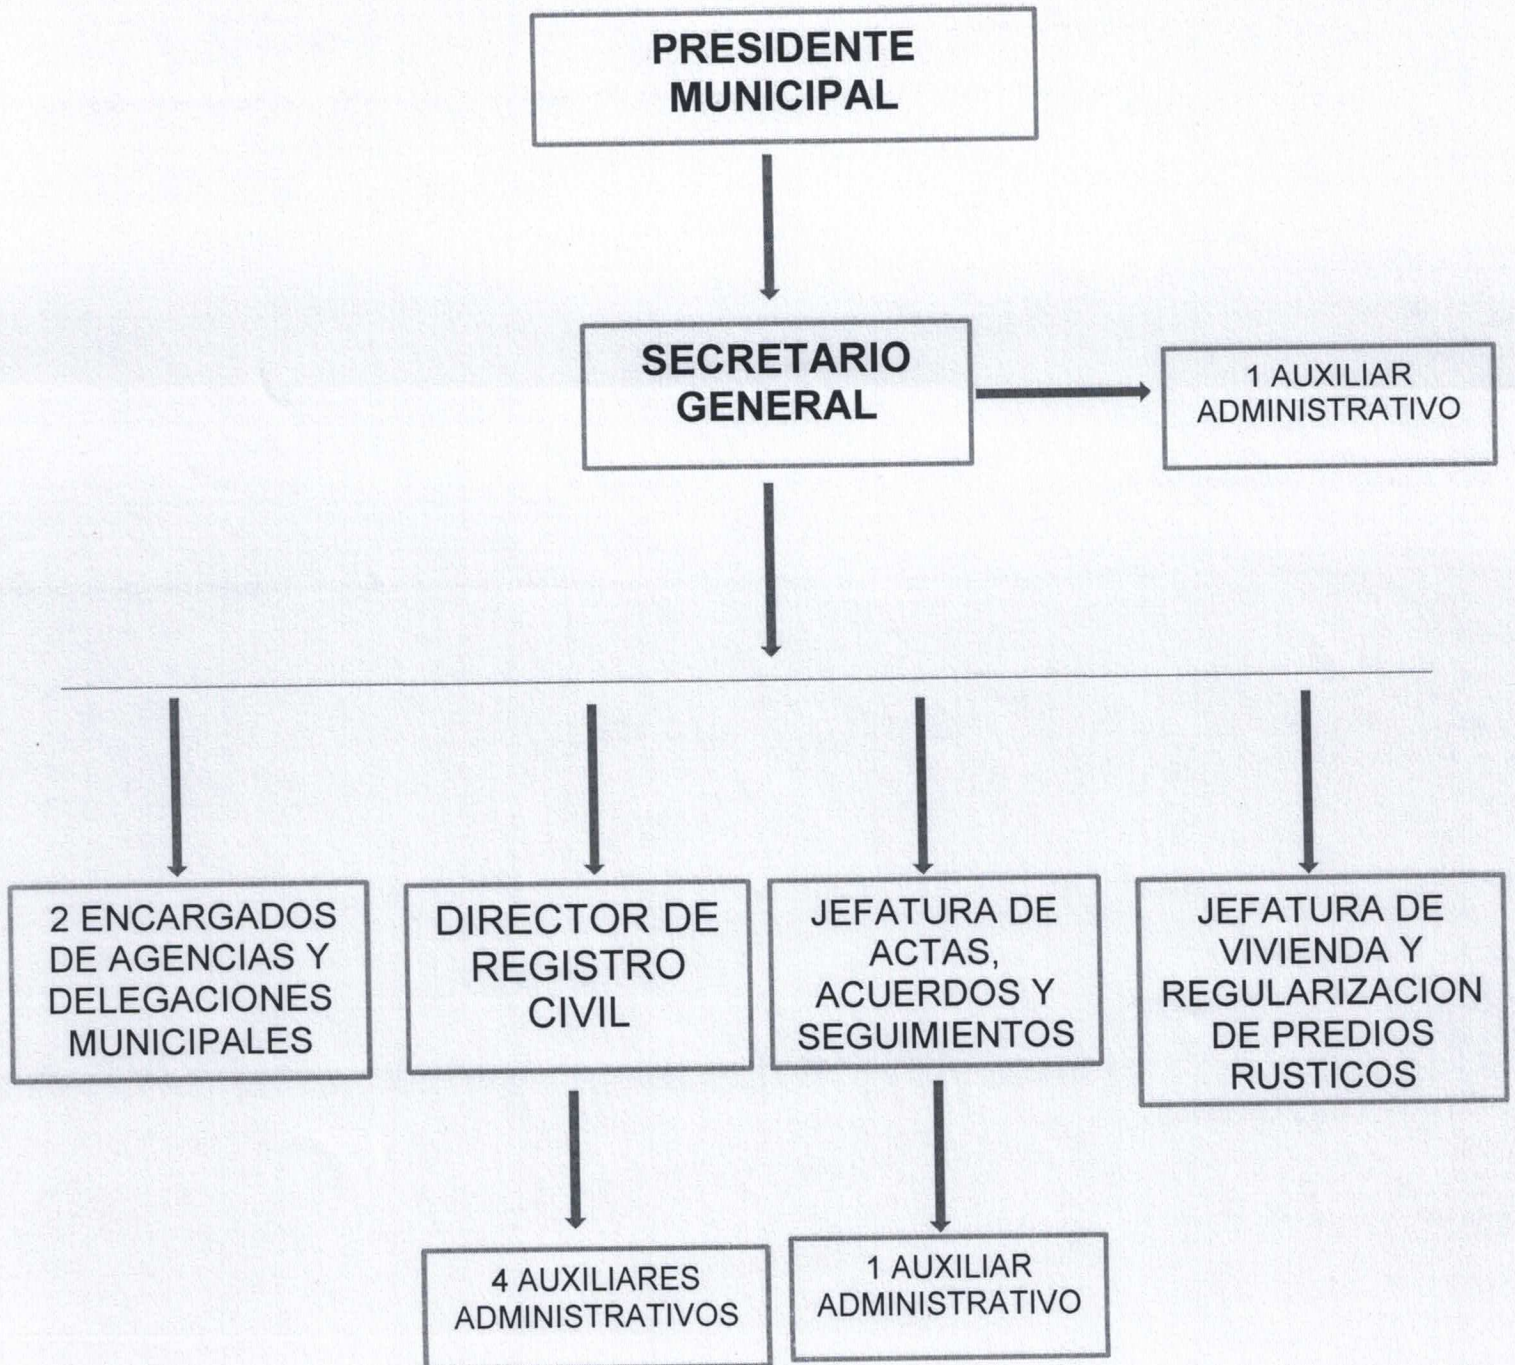 PRESIDENTE
MUNICIPAL
SECRETARIO
GENERAL
1 AUXILIAR
ADMINISTRATIVO
2 ENCARGADOS
DE AGENCIAS Y
DELEGACIONES
MUNICIPALES
DIRECTOR DE
REGISTRO
CIVIL
JEFATURA DE
ACTAS,
ACUERDOS Y
SEGUIMIENTOS
JEFATURA DE
VIVIENDA Y
REGULARIZACION
DE PREDIOS
RUSTICOS
4 AUXILIARES
ADMINISTRATIVOS
1 AUXILIAR
ADMINISTRATIVO